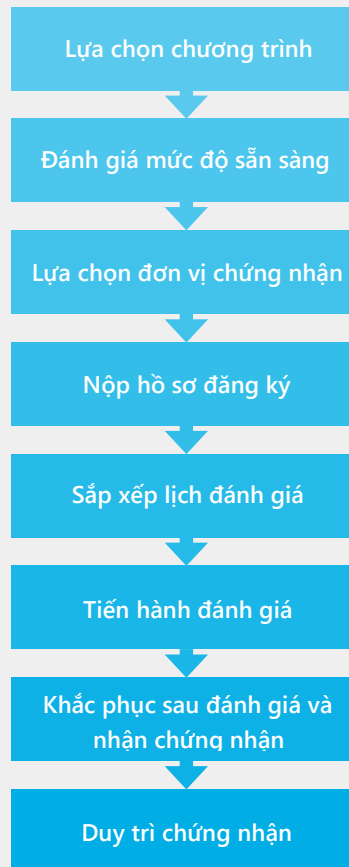 Lựa chọn chương trình
Đánh giá mức độ sẵn sàng
Lựa chọn đơn vị chứng nhận
Nộp hồ sơ đăng ký
Sắp xếp lịch đánh giá
Tiến hành đánh giá
Khắc phục sau đánh giá và
nhận chứng nhận
Duy trì chứng nhận